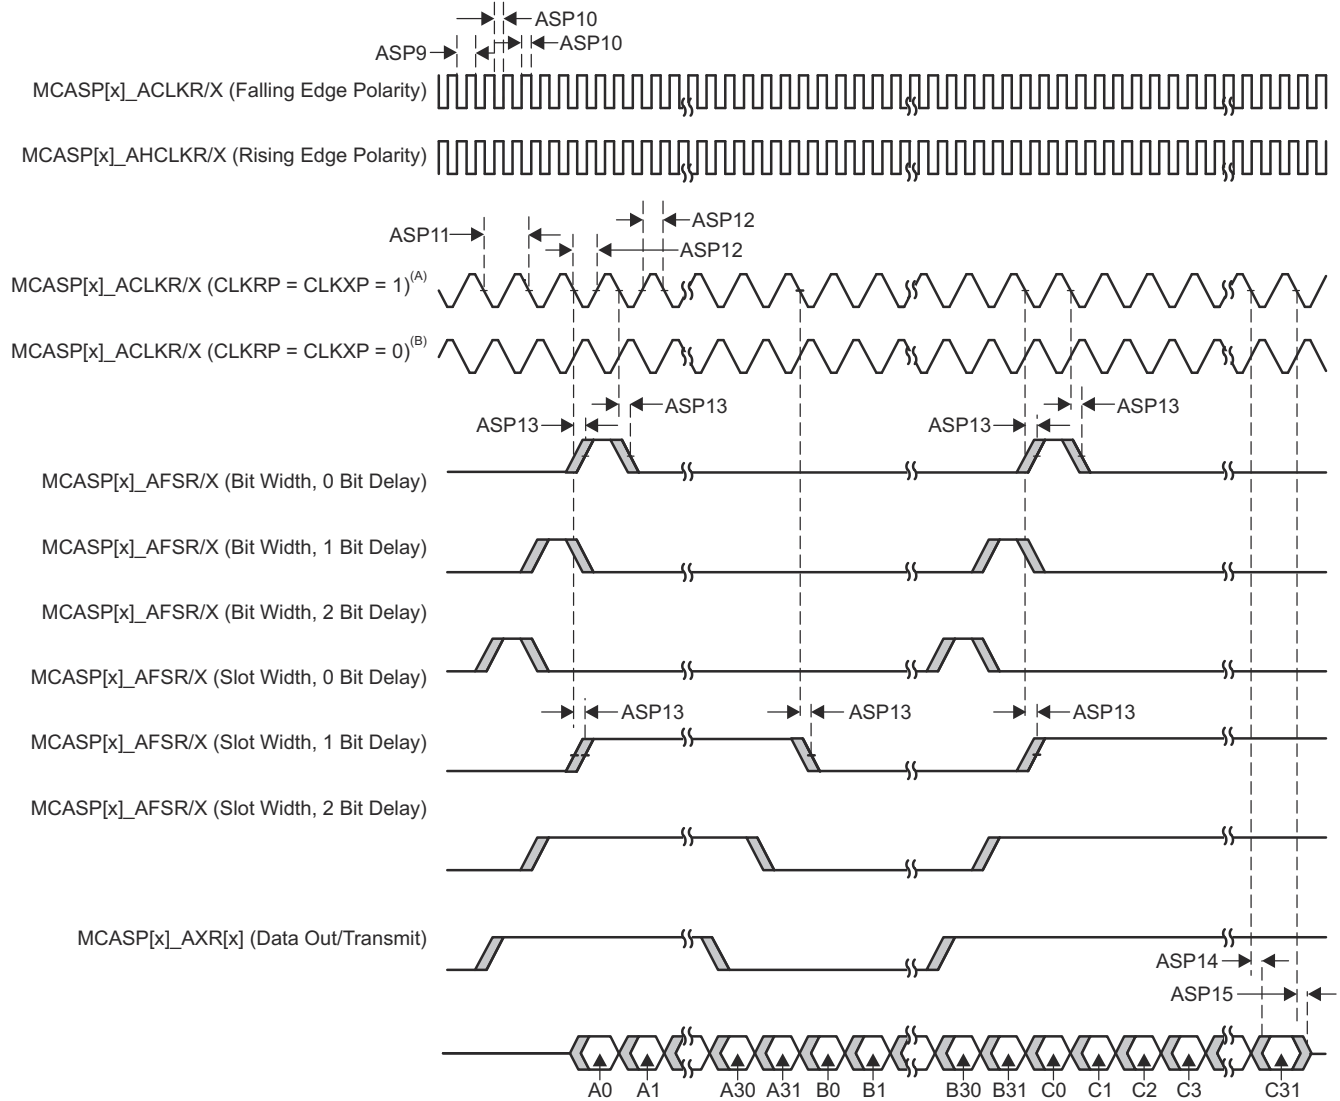 ASP10
ASP9 ASP10
MCASP[x]_ACLKR/X (Falling Edge Polarity)
MCASP[x]_AHCLKR/X (Rising Edge Polarity)
ASP12
ASP11
ASP12
MCASP[x]_ACLKR/X (CLKRP = CLKXP = 1)(A)
MCASP[x]_ACLKR/X (CLKRP = CLKXP = 0)(B)
ASP13 ASP13
ASP13 ASP13
MCASP[x]_AFSR/X (Bit Width, 0 Bit Delay)
MCASP[x]_AFSR/X (Bit Width, 1 Bit Delay)
MCASP[x]_AFSR/X (Bit Width, 2 Bit Delay)
MCASP[x]_AFSR/X (Slot Width, 0 Bit Delay)
ASP13 ASP13 ASP13
MCASP[x]_AFSR/X (Slot Width, 1 Bit Delay)
MCASP[x]_AFSR/X (Slot Width, 2 Bit Delay)
MCASP[x]_AXR[x] (Data Out/Transmit)
ASP14
ASP15
A0 A1 A30 A31 B0 B1 B30 B31 C0 C1 C2 C3 C31